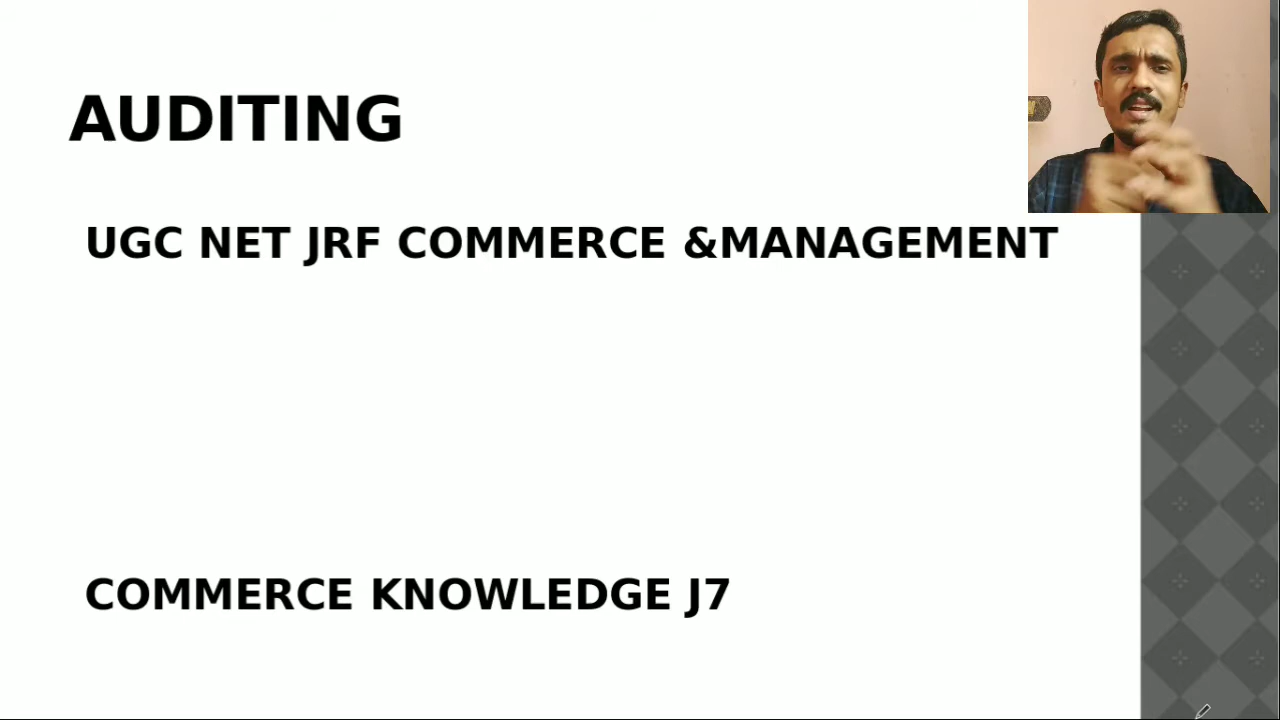 AUDITING
UGC NET JRF COMMERCE &MANAGEMENT
COMMERCE KNOWLEDGE J7